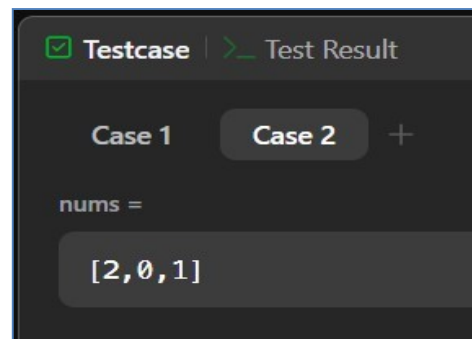 Testcase | >_ Test Result
Case 1 Case 2 +
nums =
[2,0,1]